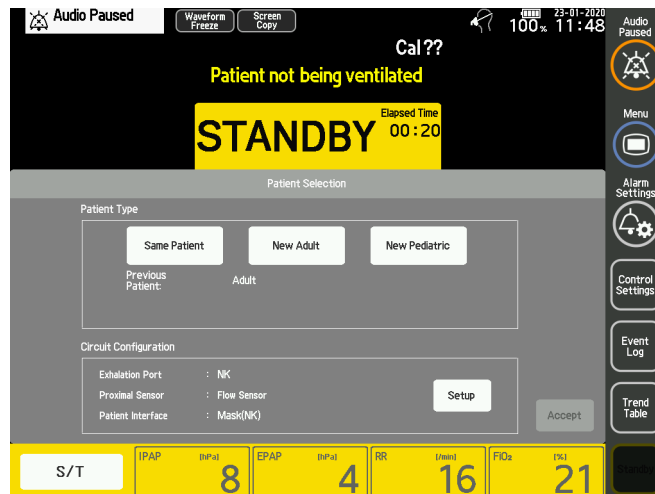 Audio Paused
Waveform Freeze
Screen Copy
100% 23-01-2020 11:48
Cal ??
Patient not being ventilated
STANDBY
Elapsed Time
00:20
Patient Selection
Patient Type
Same Patient New Adult New Pediatric
Previous Patient: Adult
Circuit Configuration
Exhalation Port : NK
Proximal Sensor : Flow Sensor
Patient Interface : Mask(NK)
Setup
Accept
S/T
IPAP [hPa] 8
EPAP [hPa] 4
RR [/min] 16
FiO₂ [%] 21
Audio Paused
Menu
Alarm Settings
Control Settings
Event Log
Trend Table
Standby